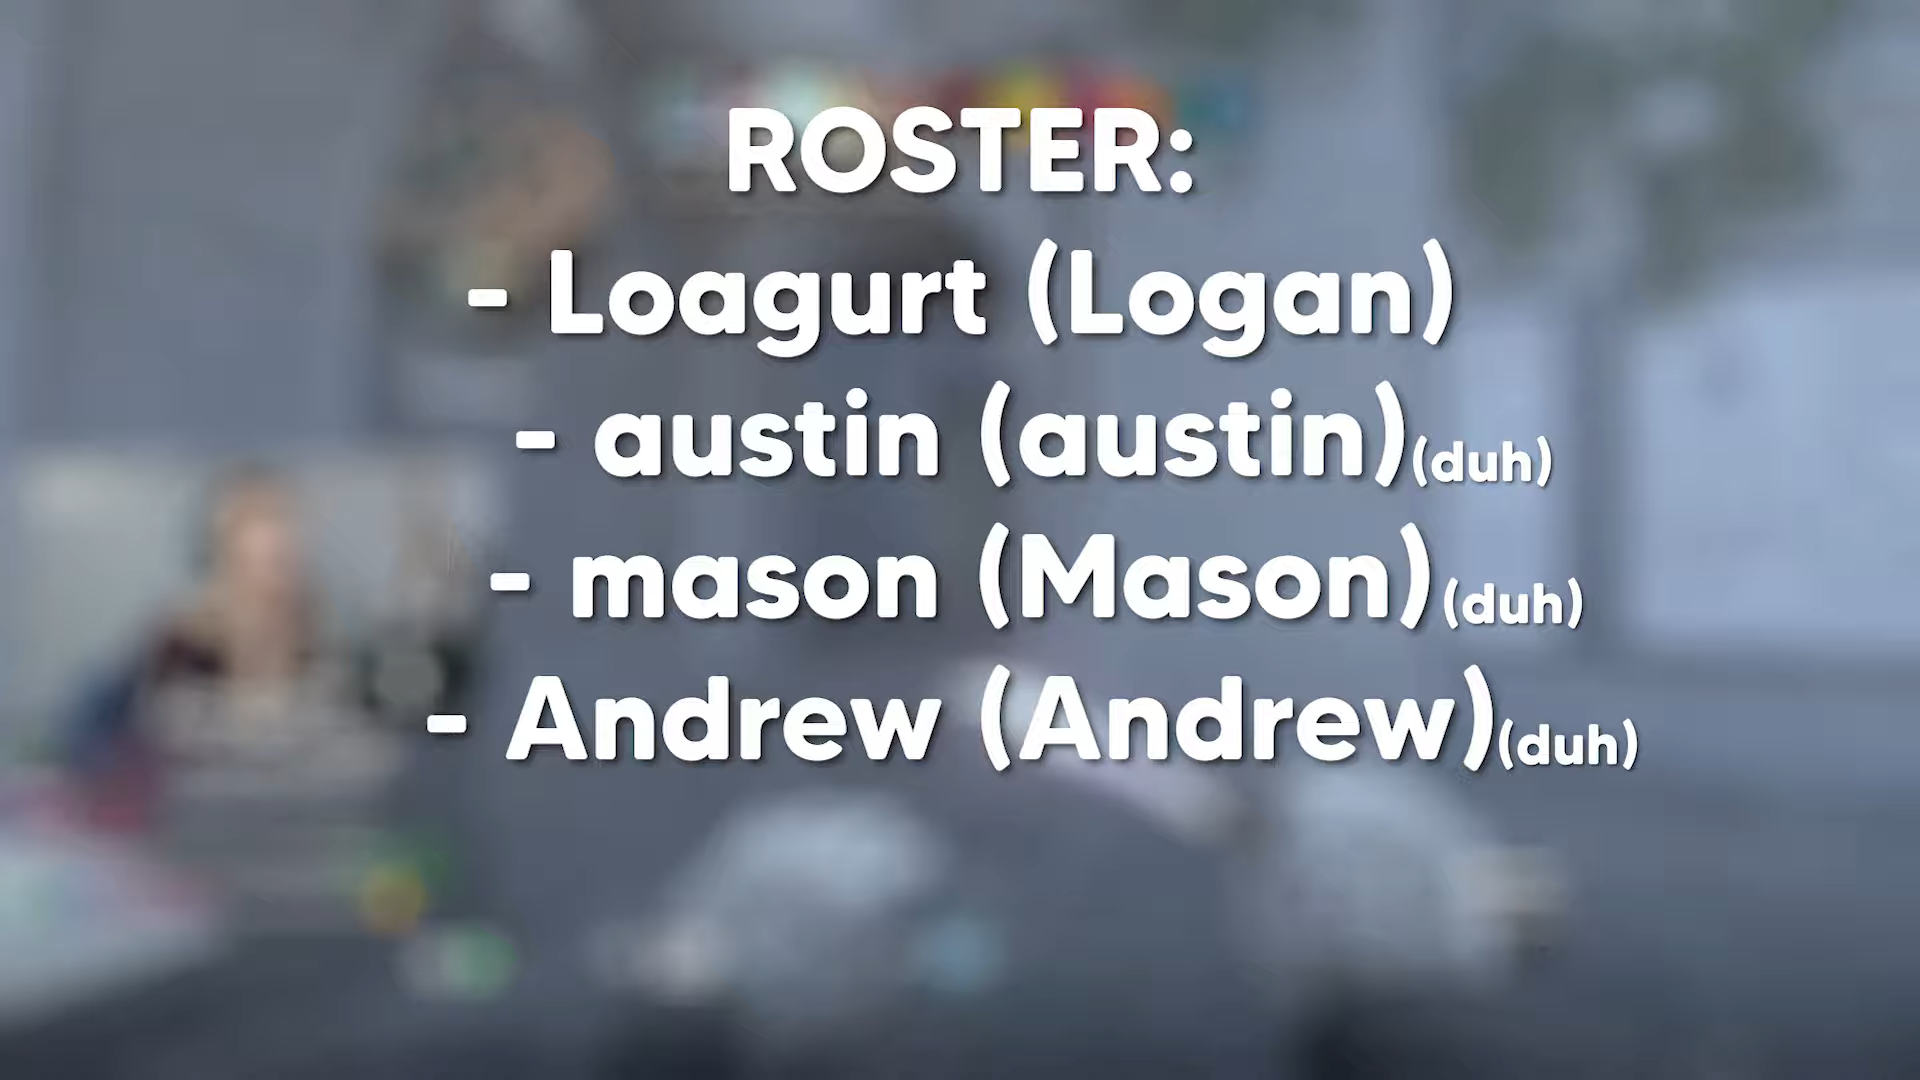 ROSTER:
- Loagurt (Logan)
- austin (austin)(duh)
- mason (Mason)(duh)
- Andrew (Andrew)(duh)